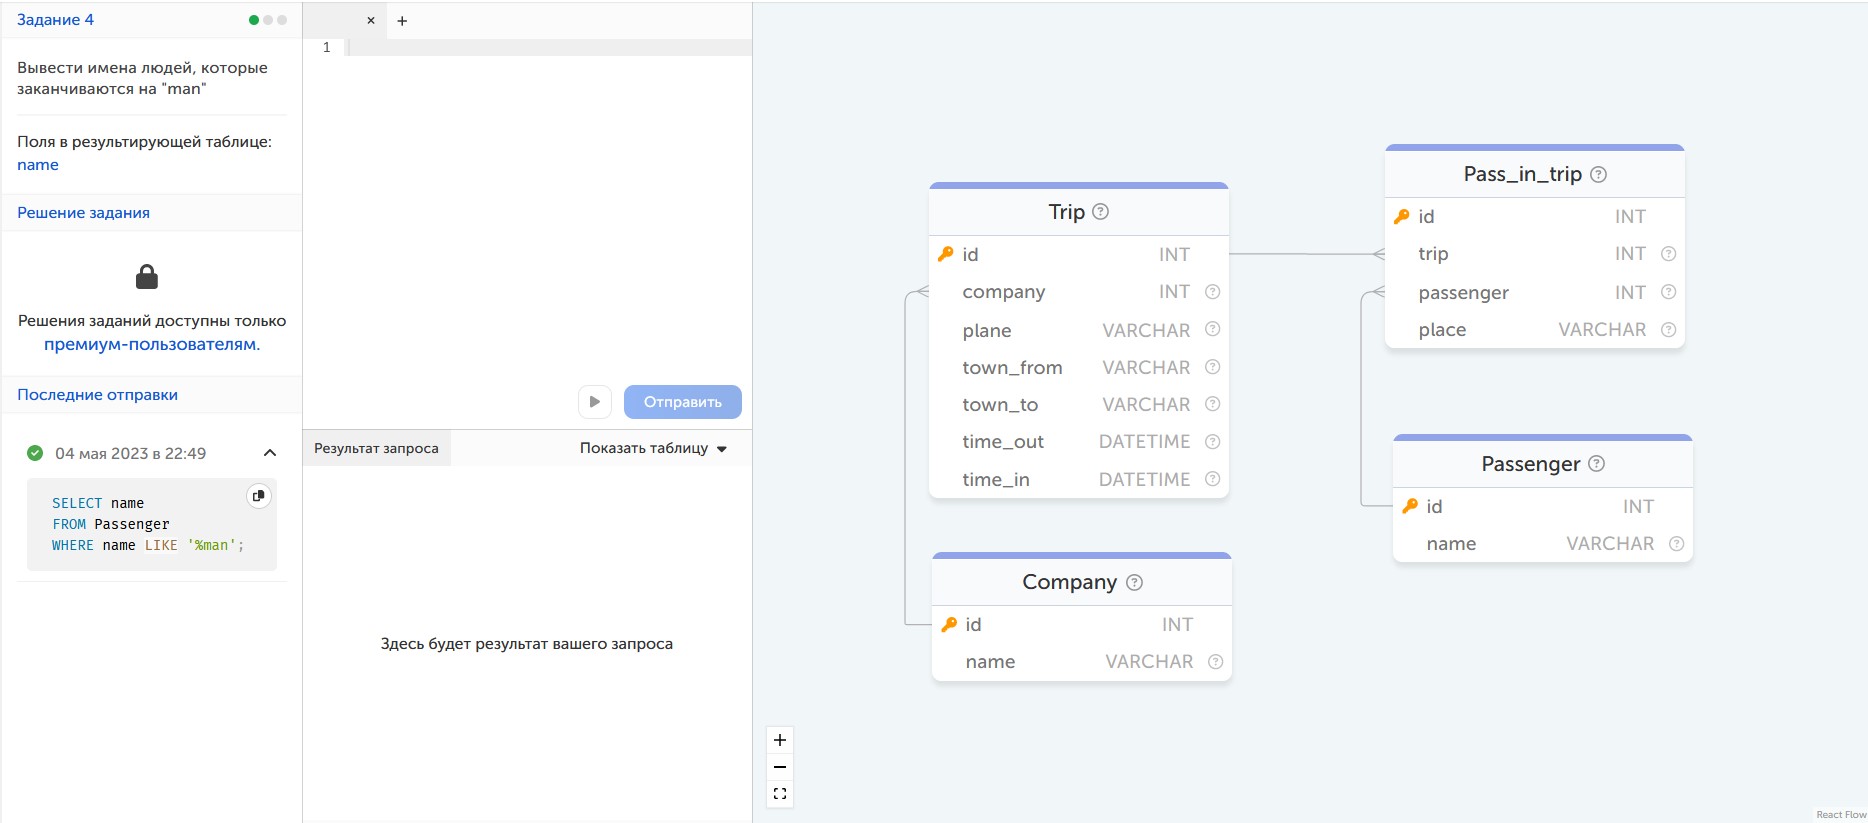 Задание 4
Вывести имена людей, которые
заканчиваются на "man"
Поля в результирующей таблице:
name
Решение задания
Решения заданий доступны только
премиум-пользователям.
Последние отправки
04 мая 2023 в 22:49
SELECT name
FROM Passenger
WHERE name LIKE '%man';
1
Отправить
Результат запроса
Показать таблицу
Здесь будет результат вашего запроса
Trip
id INT
company INT
plane VARCHAR
town_from VARCHAR
town_to VARCHAR
time_out DATETIME
time_in DATETIME
Company
id INT
name VARCHAR
Pass_in_trip
id INT
trip INT
passenger INT
place VARCHAR
Passenger
id INT
name VARCHAR
React Flow